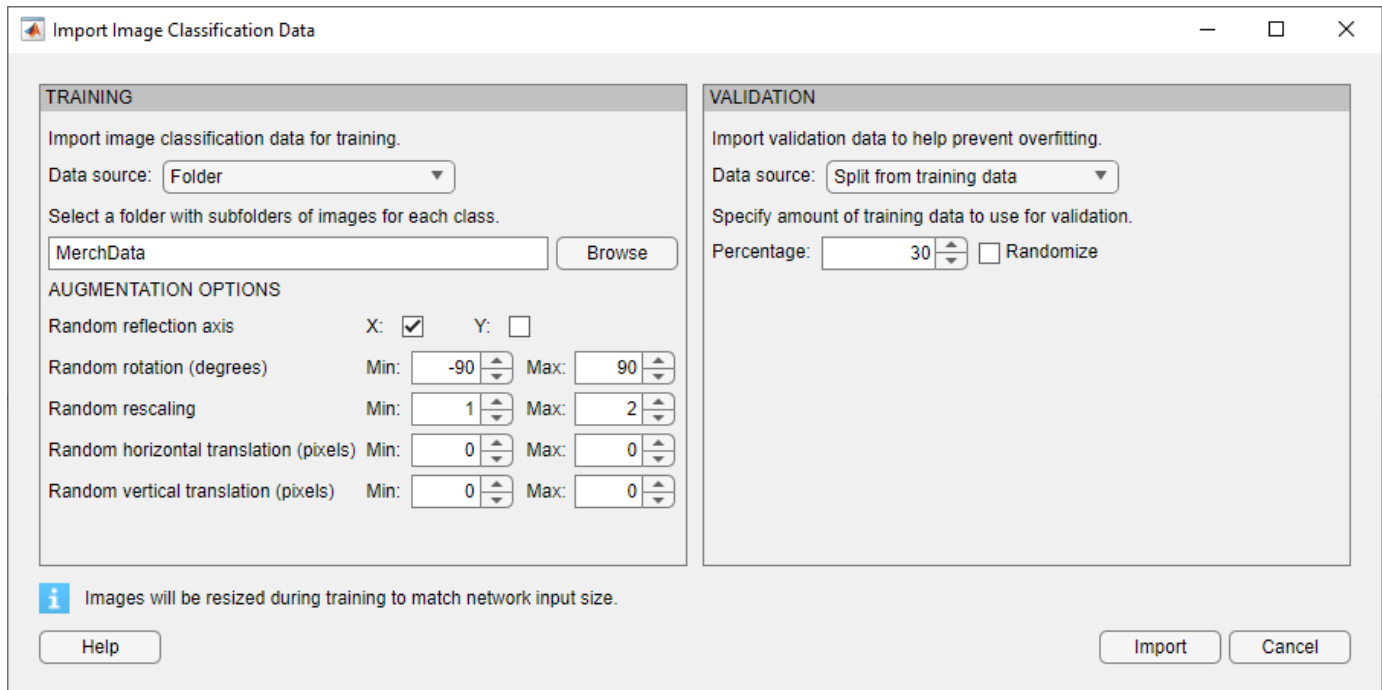 Import Image Classification Data
TRAINING
Import image classification data for training.
Data source: Folder
Select a folder with subfolders of images for each class.
MerchData Browse
AUGMENTATION OPTIONS
Random reflection axis X: Y:
Random rotation (degrees) Min: -90 Max: 90
Random rescaling Min: 1 Max: 2
Random horizontal translation (pixels) Min: 0 Max: 0
Random vertical translation (pixels) Min: 0 Max: 0
VALIDATION
Import validation data to help prevent overfitting.
Data source: Split from training data
Specify amount of training data to use for validation.
Percentage: 30 Randomize
i Images will be resized during training to match network input size.
Help Import Cancel